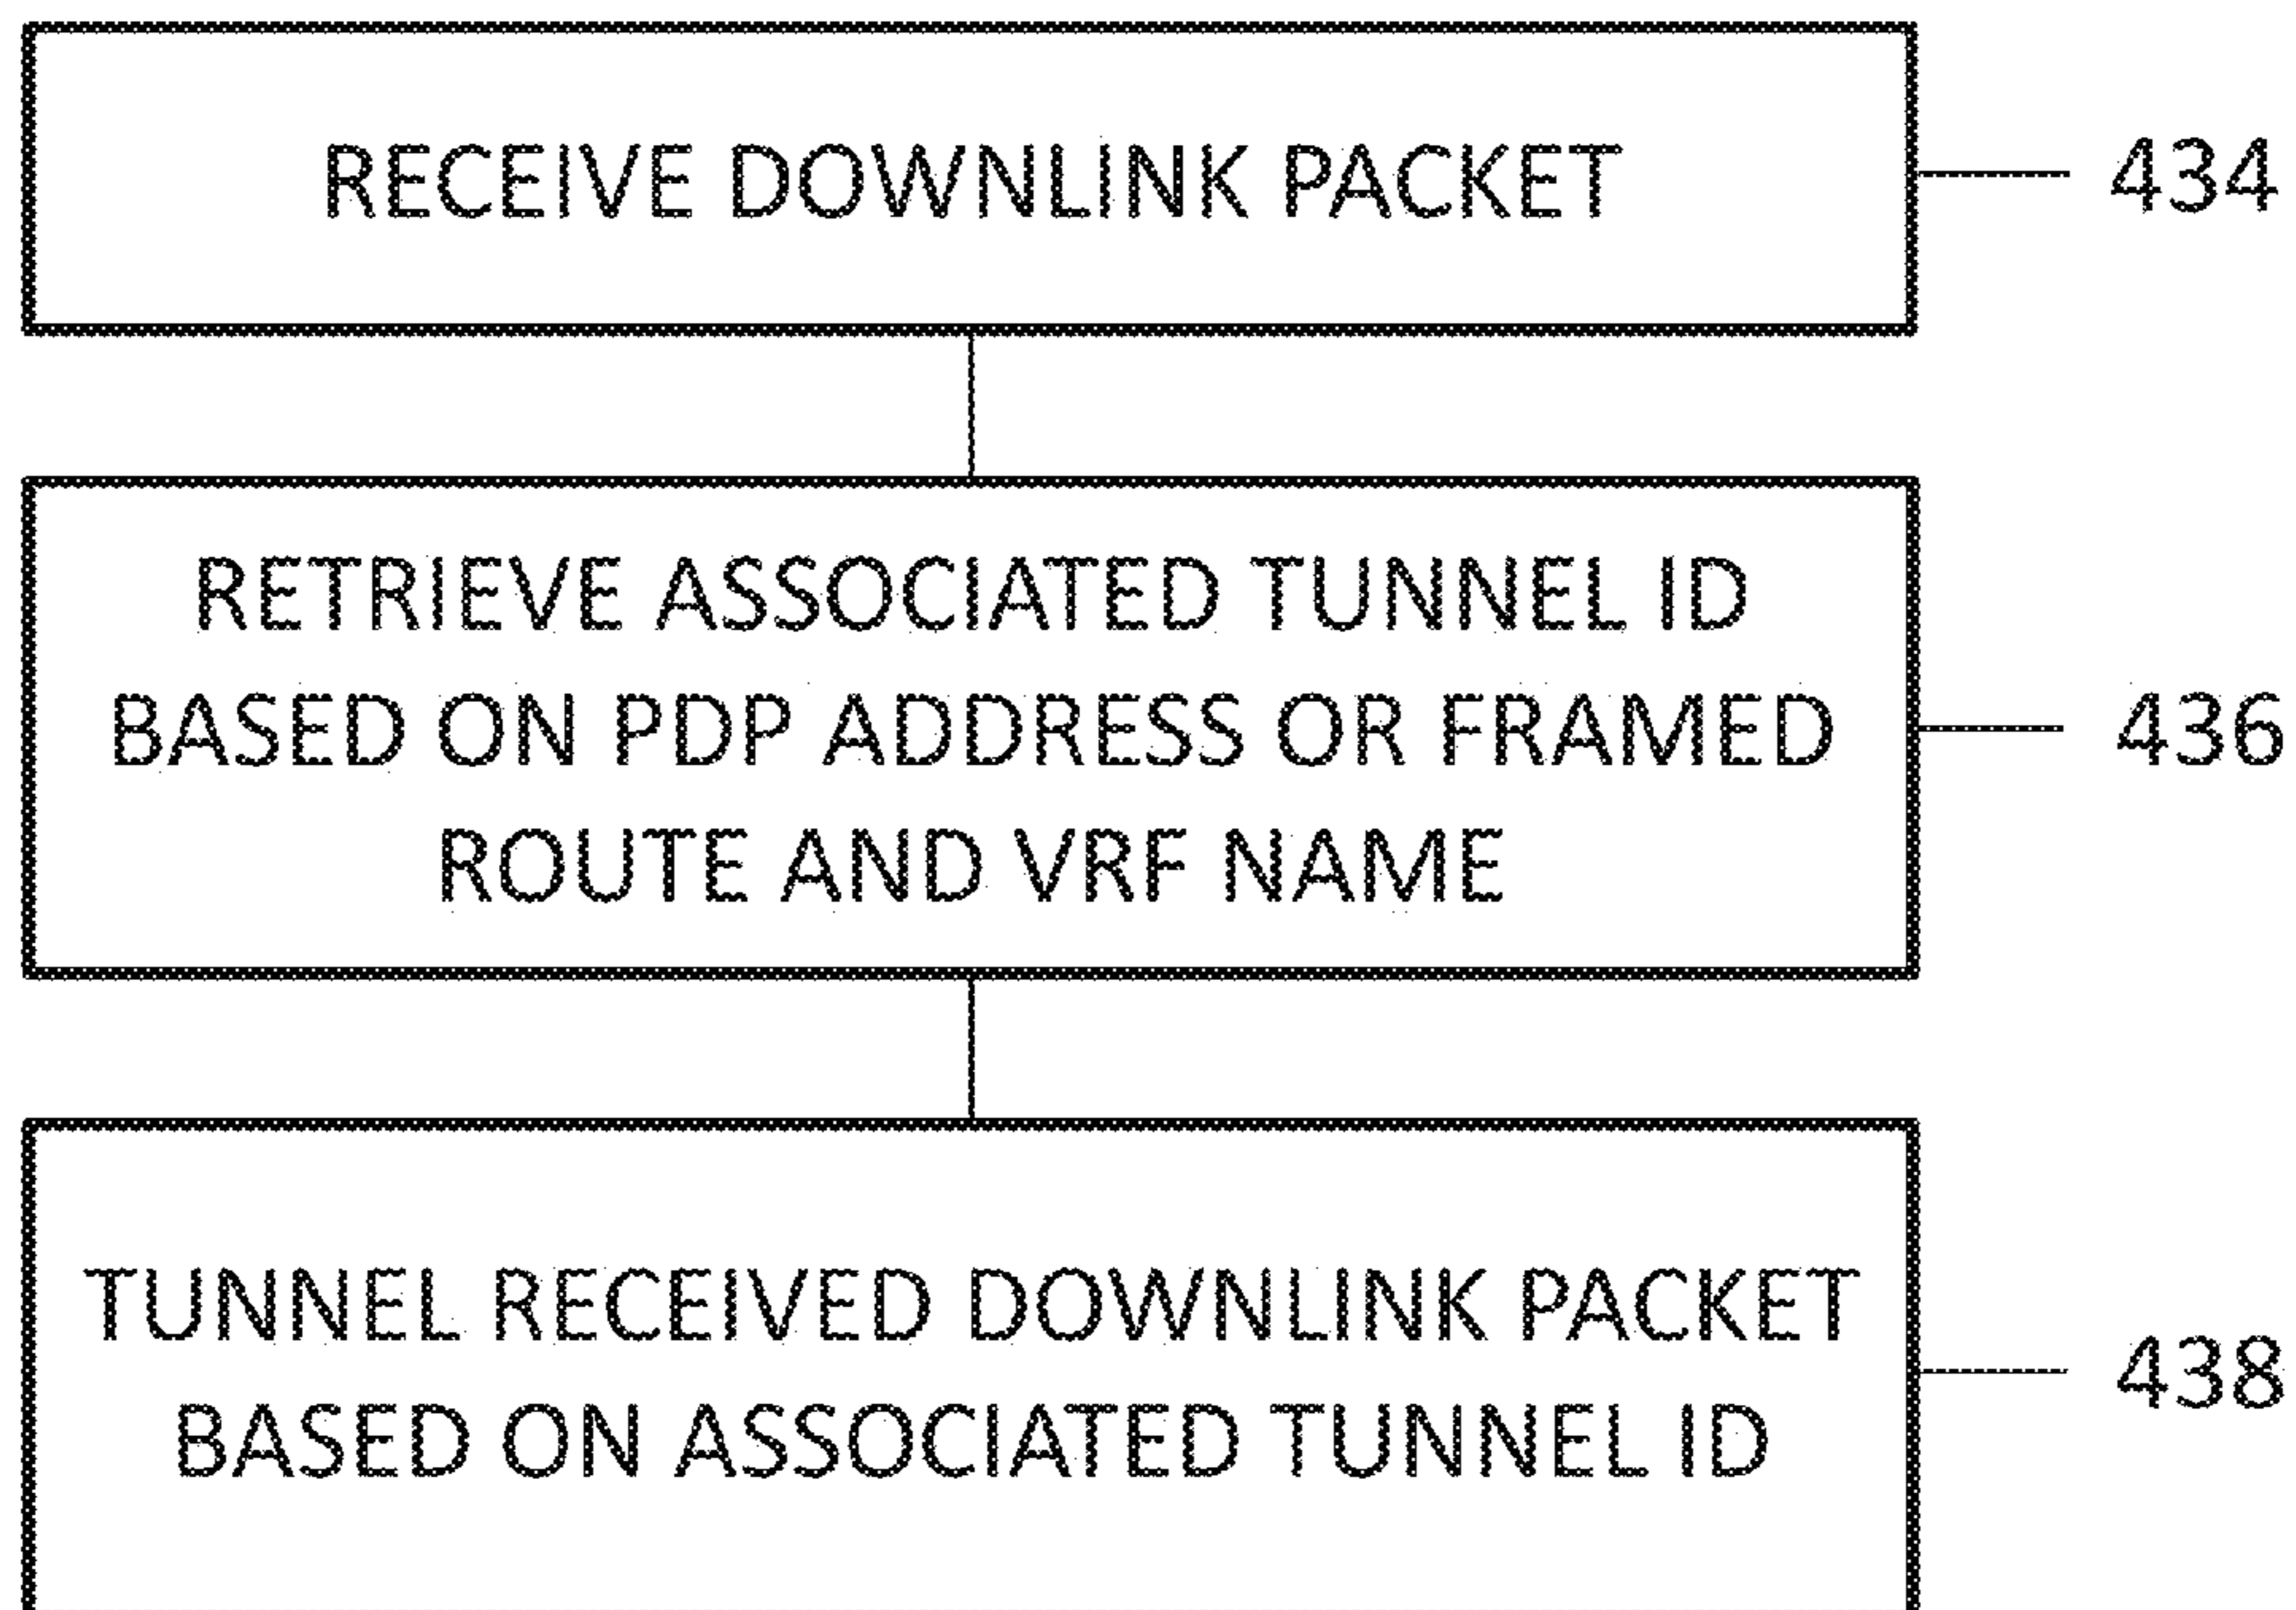 RECEIVE DOWNLINK PACKET
434
RETRIEVE ASSOCIATED TUNNEL ID
BASED ON PDP ADDRESS OR FRAMED
ROUTE AND VRF NAME
436
TUNNEL RECEIVED DOWNLINK PACKET
BASED ON ASSOCIATED TUNNEL ID
438